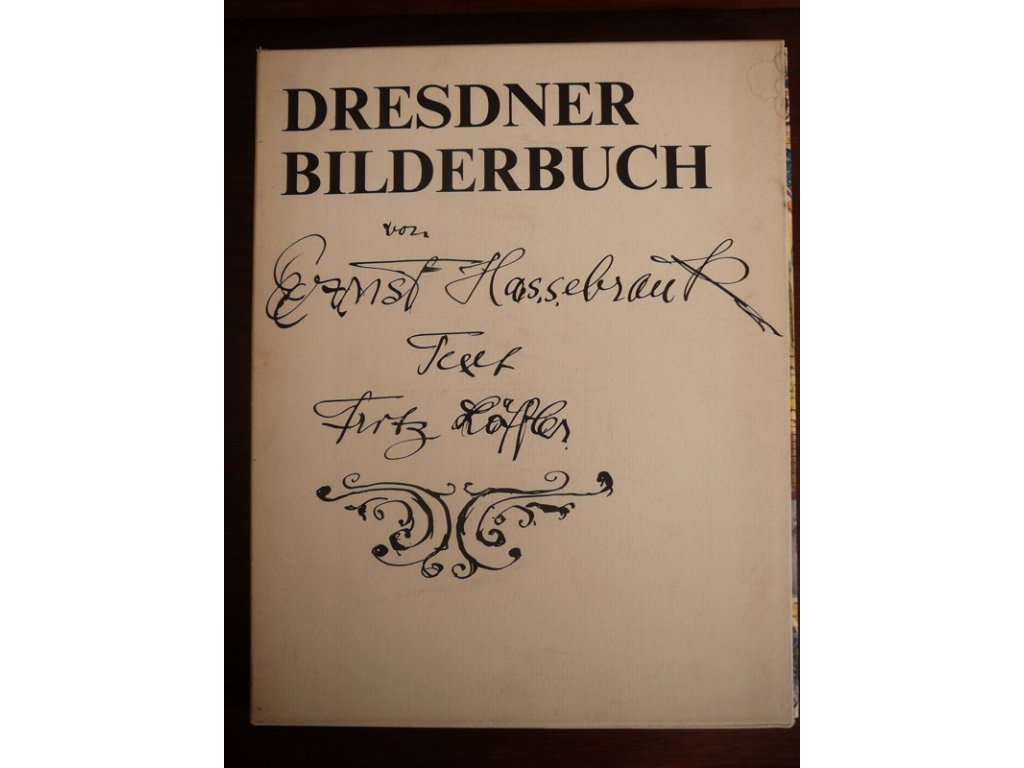 DRESDNER
BILDERBUCH
von
Ernst Hassebrauk
Text
Fritz Löffler